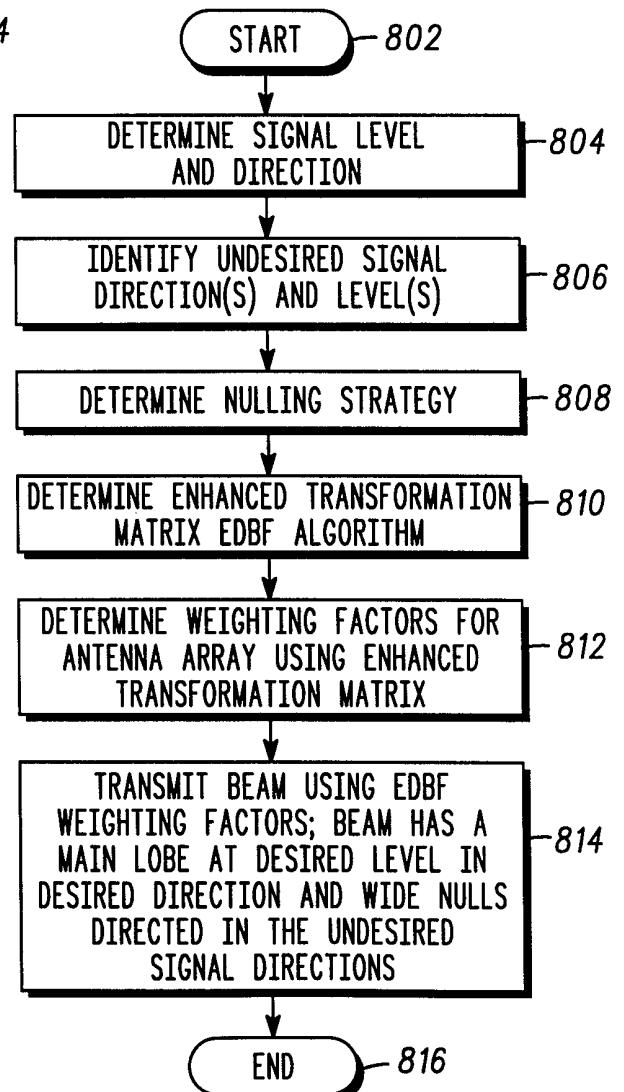 4
START
802
DETERMINE SIGNAL LEVEL
AND DIRECTION
804
IDENTIFY UNDESIRED SIGNAL
DIRECTION(S) AND LEVEL(S)
806
DETERMINE NULLING STRATEGY
808
DETERMINE ENHANCED TRANSFORMATION
MATRIX EDBF ALGORITHM
810
DETERMINE WEIGHTING FACTORS FOR
ANTENNA ARRAY USING ENHANCED
TRANSFORMATION MATRIX
812
TRANSMIT BEAM USING EDBF
WEIGHTING FACTORS; BEAM HAS A
MAIN LOBE AT DESIRED LEVEL IN
DESIRED DIRECTION AND WIDE NULLS
DIRECTED IN THE UNDESIRED
SIGNAL DIRECTIONS
814
END
816